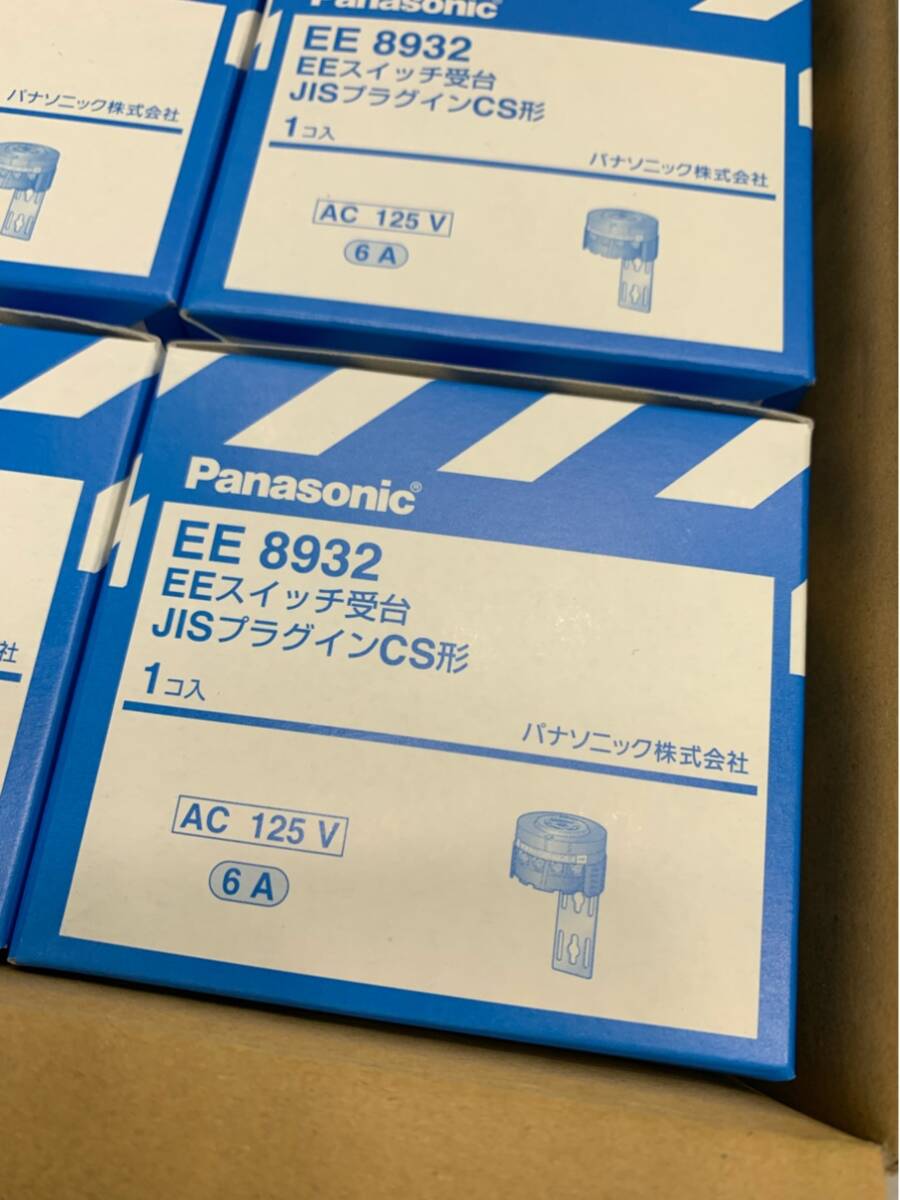 パナソニック株式会社
Panasonic
EE 8932
EEスイッチ受台
JISプラグインCS形
1コ入
パナソニック株式会社
AC 125 V
6 A
Panasonic®
EE 8932
EEスイッチ受台
JISプラグインCS形
1コ入
パナソニック株式会社
AC 125 V
6 A
社